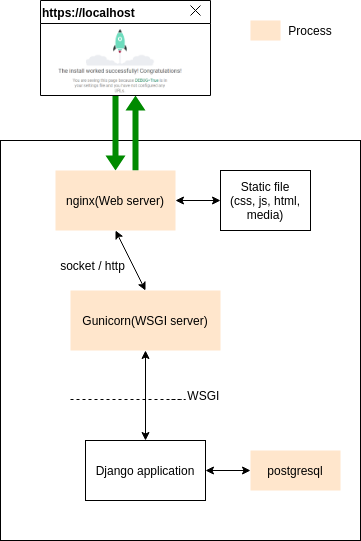 https://localhost
Process
The install worked successfully! Congratulations!
You are seeing this page because DEBUG=True is in
your settings file and you have not configured any
URLs.
nginx(Web server)
Static file
(css, js, html,
media)
socket / http
Gunicorn(WSGI server)
WSGI
Django application
postgresql